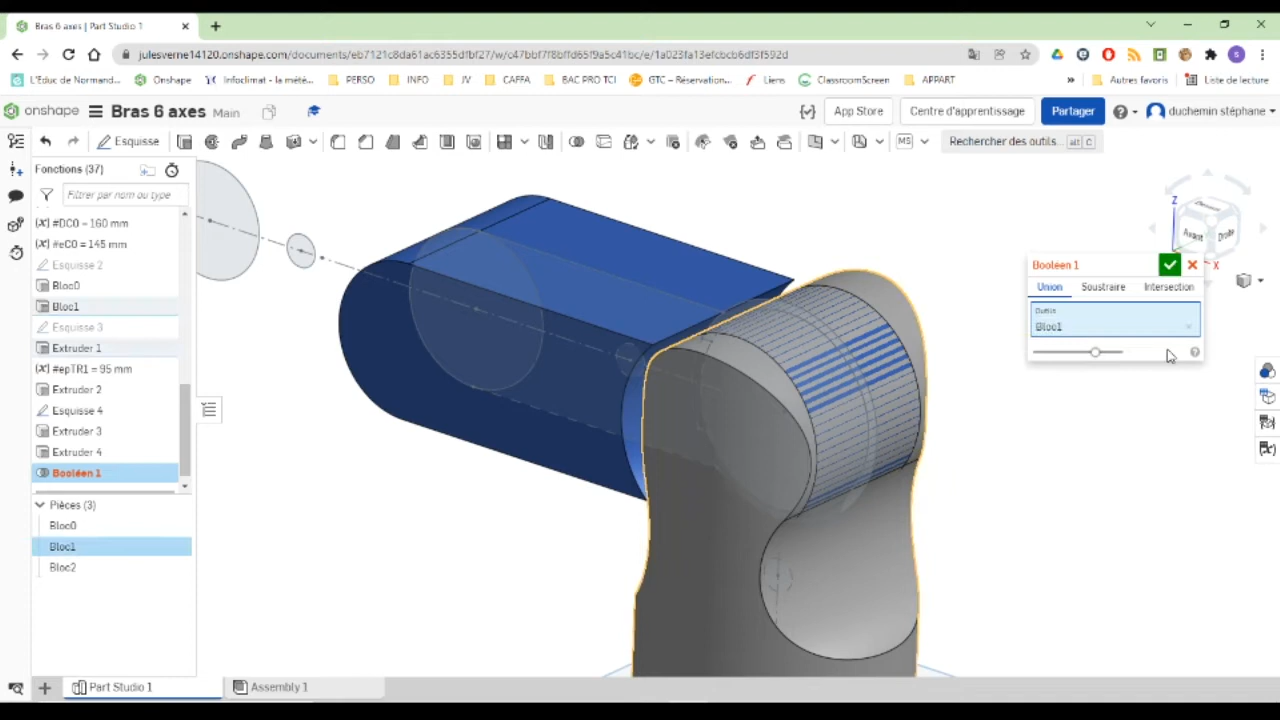 Bras 6 axes | Part Studio 1
julesverne14120.onshape.com/documents/eb7121c8da61ac6355dfbf27/w/c47bbf7f8bffd65f9a5c41bc/e/1a023fa13efcbcb6df3f592d
L'Educ de Normand...
Onshape
Infoclimat - la mété...
PERSO
INFO
JV
CAFFA
BAC PRO TCI
GTC – Réservation...
Liens
ClassroomScreen
APPART
»
Autres favoris
Liste de lecture
onshape
Bras 6 axes
Main
App Store
Centre d'apprentissage
Partager
duchemin stéphane
Esquisse
MS
Rechercher des outils...
alt
C
Fonctions (37)
Filtrer par nom ou type
(x) #DC0 = 160 mm
(x) #eC0 = 145 mm
Esquisse 2
Bloc0
Bloc1
Esquisse 3
Extruder 1
(x) #epTR1 = 95 mm
Extruder 2
Esquisse 4
Extruder 3
Extruder 4
Booléen 1
Pièces (3)
Bloc0
Bloc1
Bloc2
Z
Avant
Droite
X
Booléen 1
Union
Soustraire
Intersection
Outils
Bloc1
Part Studio 1
Assembly 1